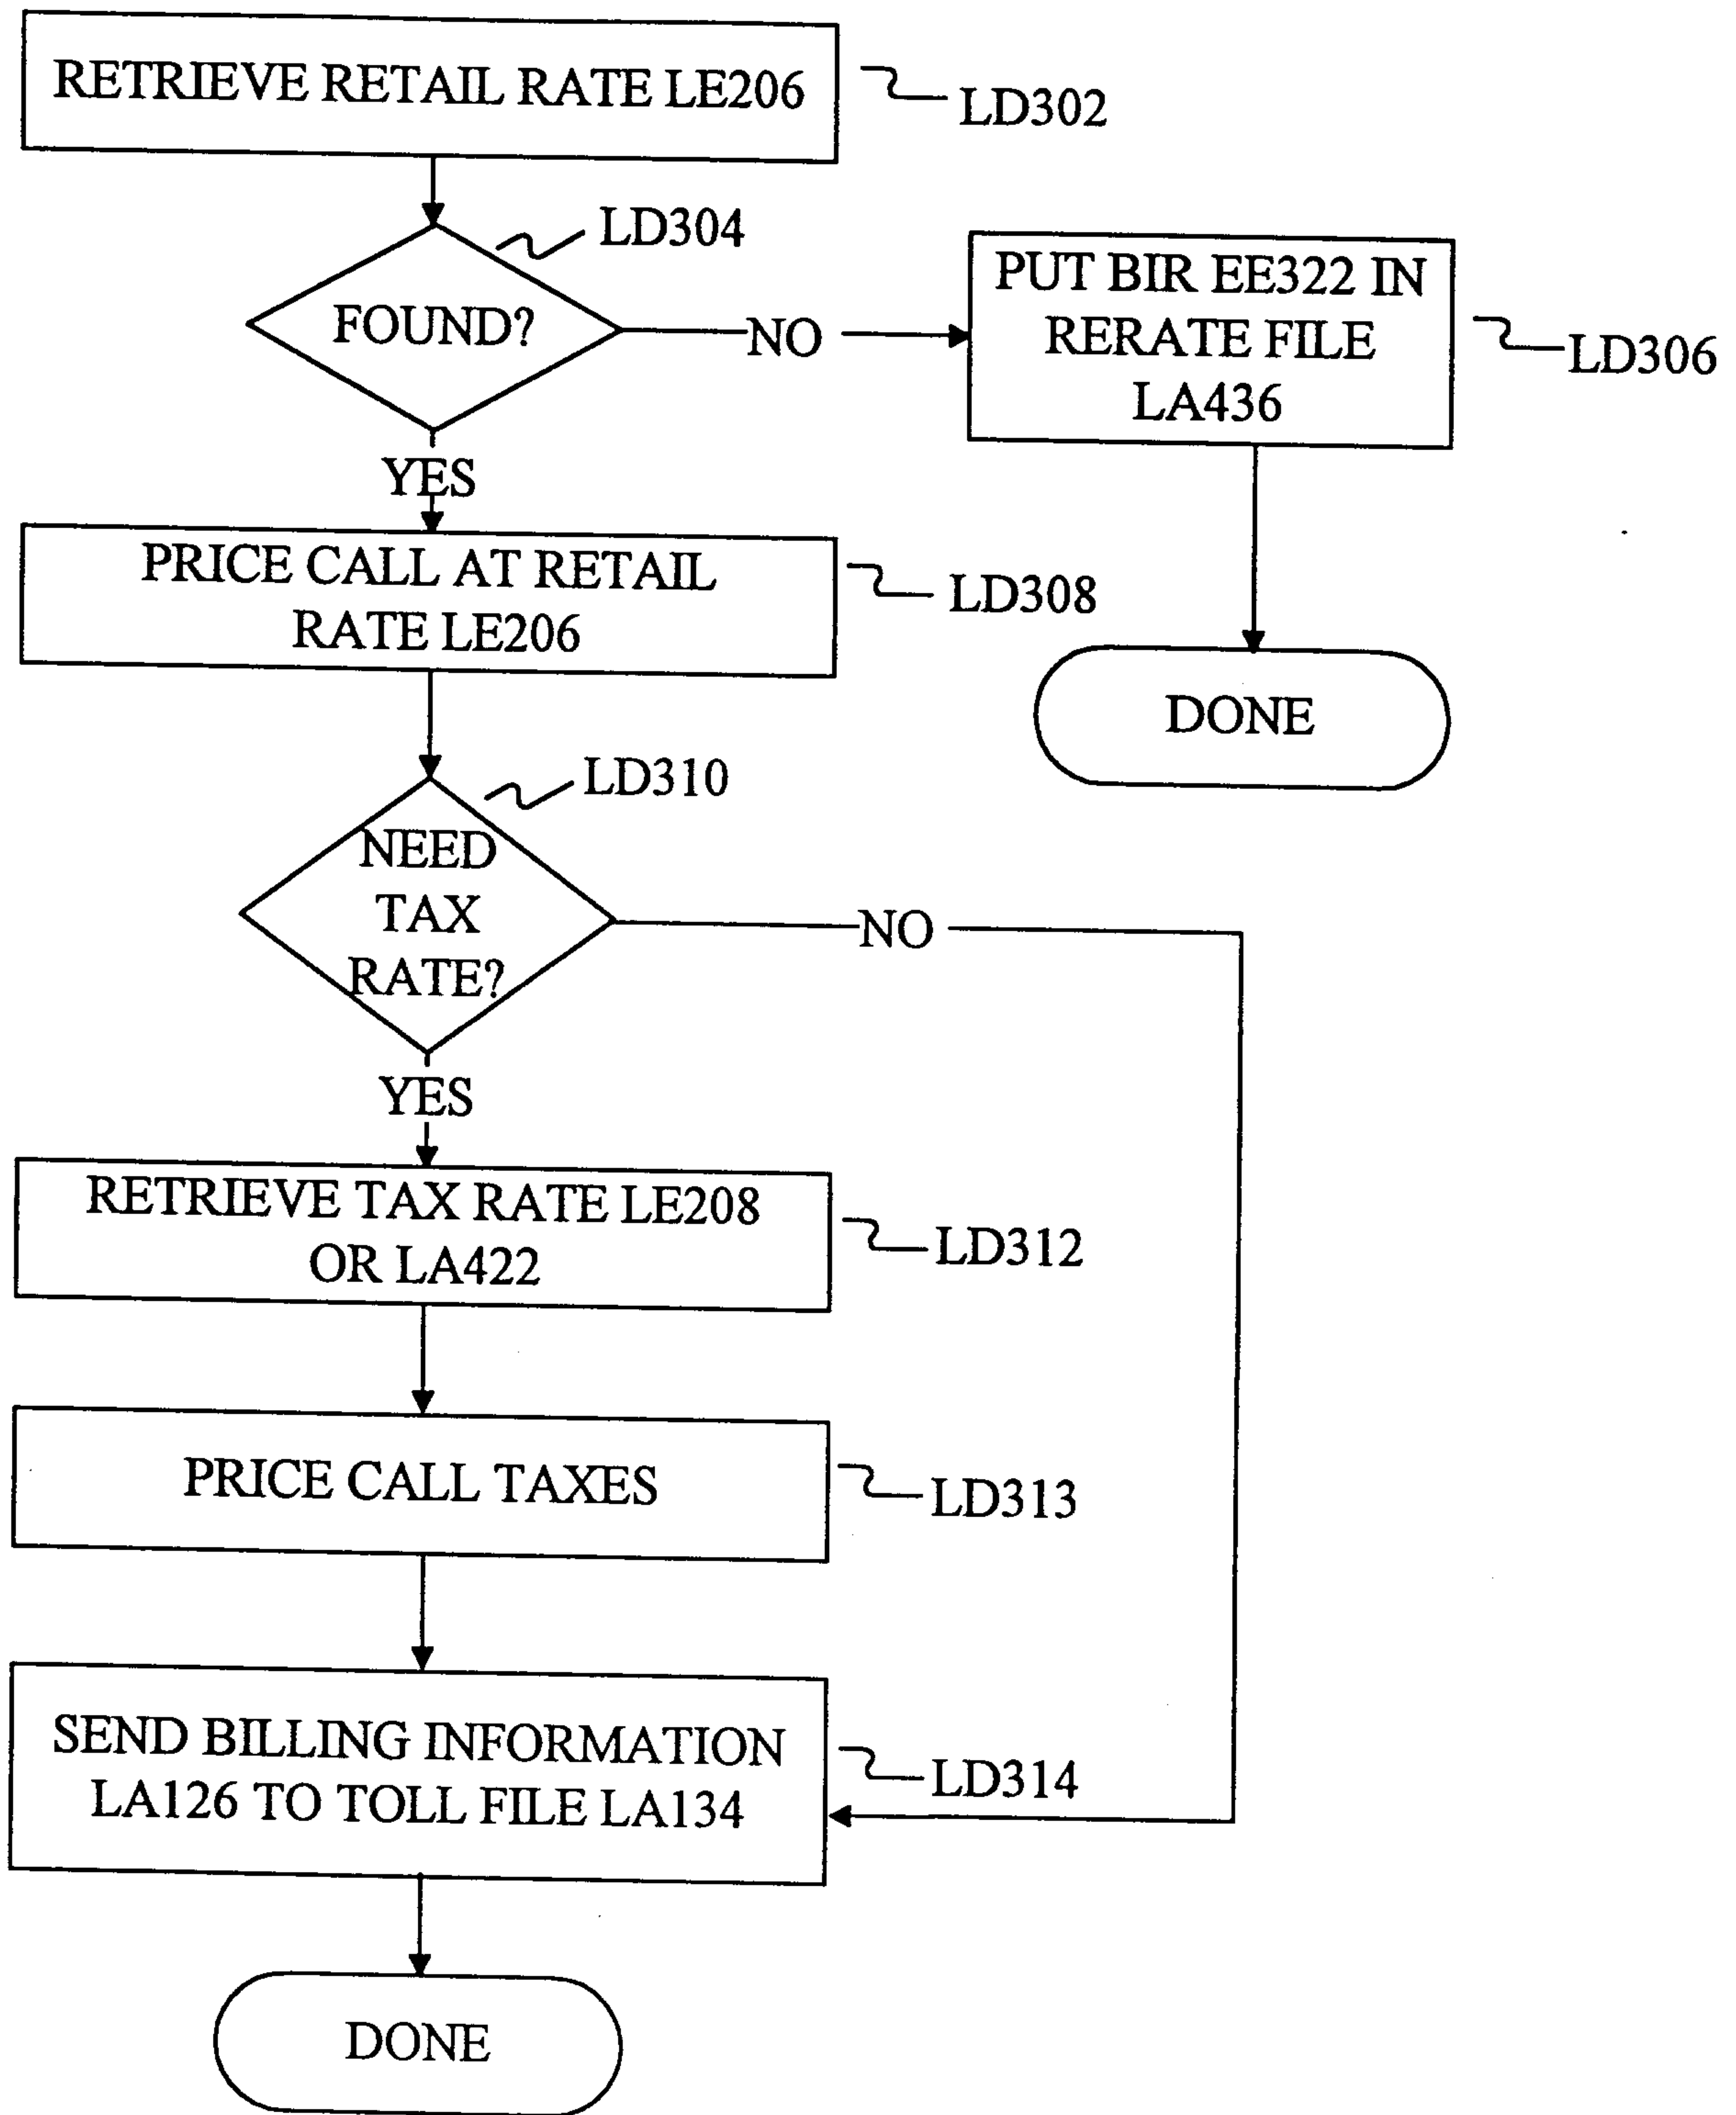 RETRIEVE RETAIL RATE LE206
LD302
LD304
FOUND?
NO
PUT BIR EE322 IN
RERATE FILE
LA436
LD306
YES
PRICE CALL AT RETAIL
RATE LE206
LD308
DONE
LD310
NEED
TAX
RATE?
NO
YES
RETRIEVE TAX RATE LE208
OR LA422
LD312
PRICE CALL TAXES
LD313
SEND BILLING INFORMATION
LA126 TO TOLL FILE LA134
LD314
DONE